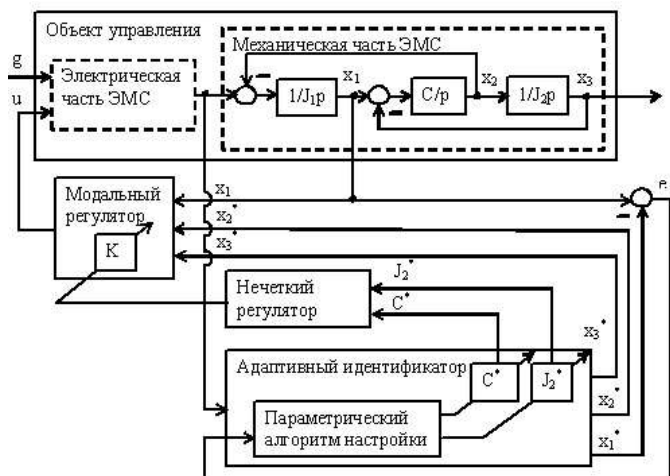 Объект управления
Механическая часть ЭМС
g
Электрическая
часть ЭМС
u
1/J₁p
x₁
C/p
x₂
1/J₂p
x₃
Модальный
регулятор
K
x₁
x₂*
x₃*
e
Нечеткий
регулятор
J₂*
C*
Адаптивный идентификатор
C*
J₂*
x₃*
Параметрический
алгоритм настройки
x₂*
x₁*